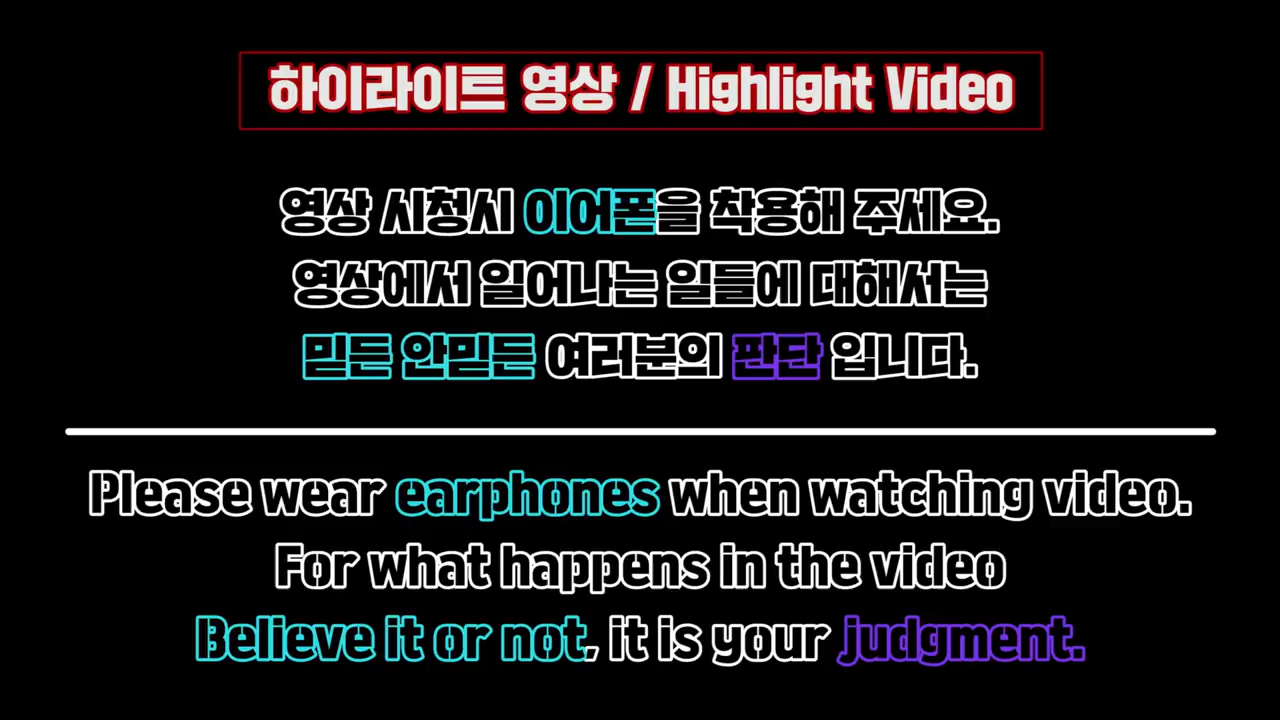 하이라이트 영상 / Highlight Video
영상 시청시 이어폰을 착용해 주세요.
영상에서 일어나는 일들에 대해서는
믿든 안믿든 여러분의 판단 입니다.
Please wear earphones when watching video.
For what happens in the video
Believe it or not, it is your judgment.